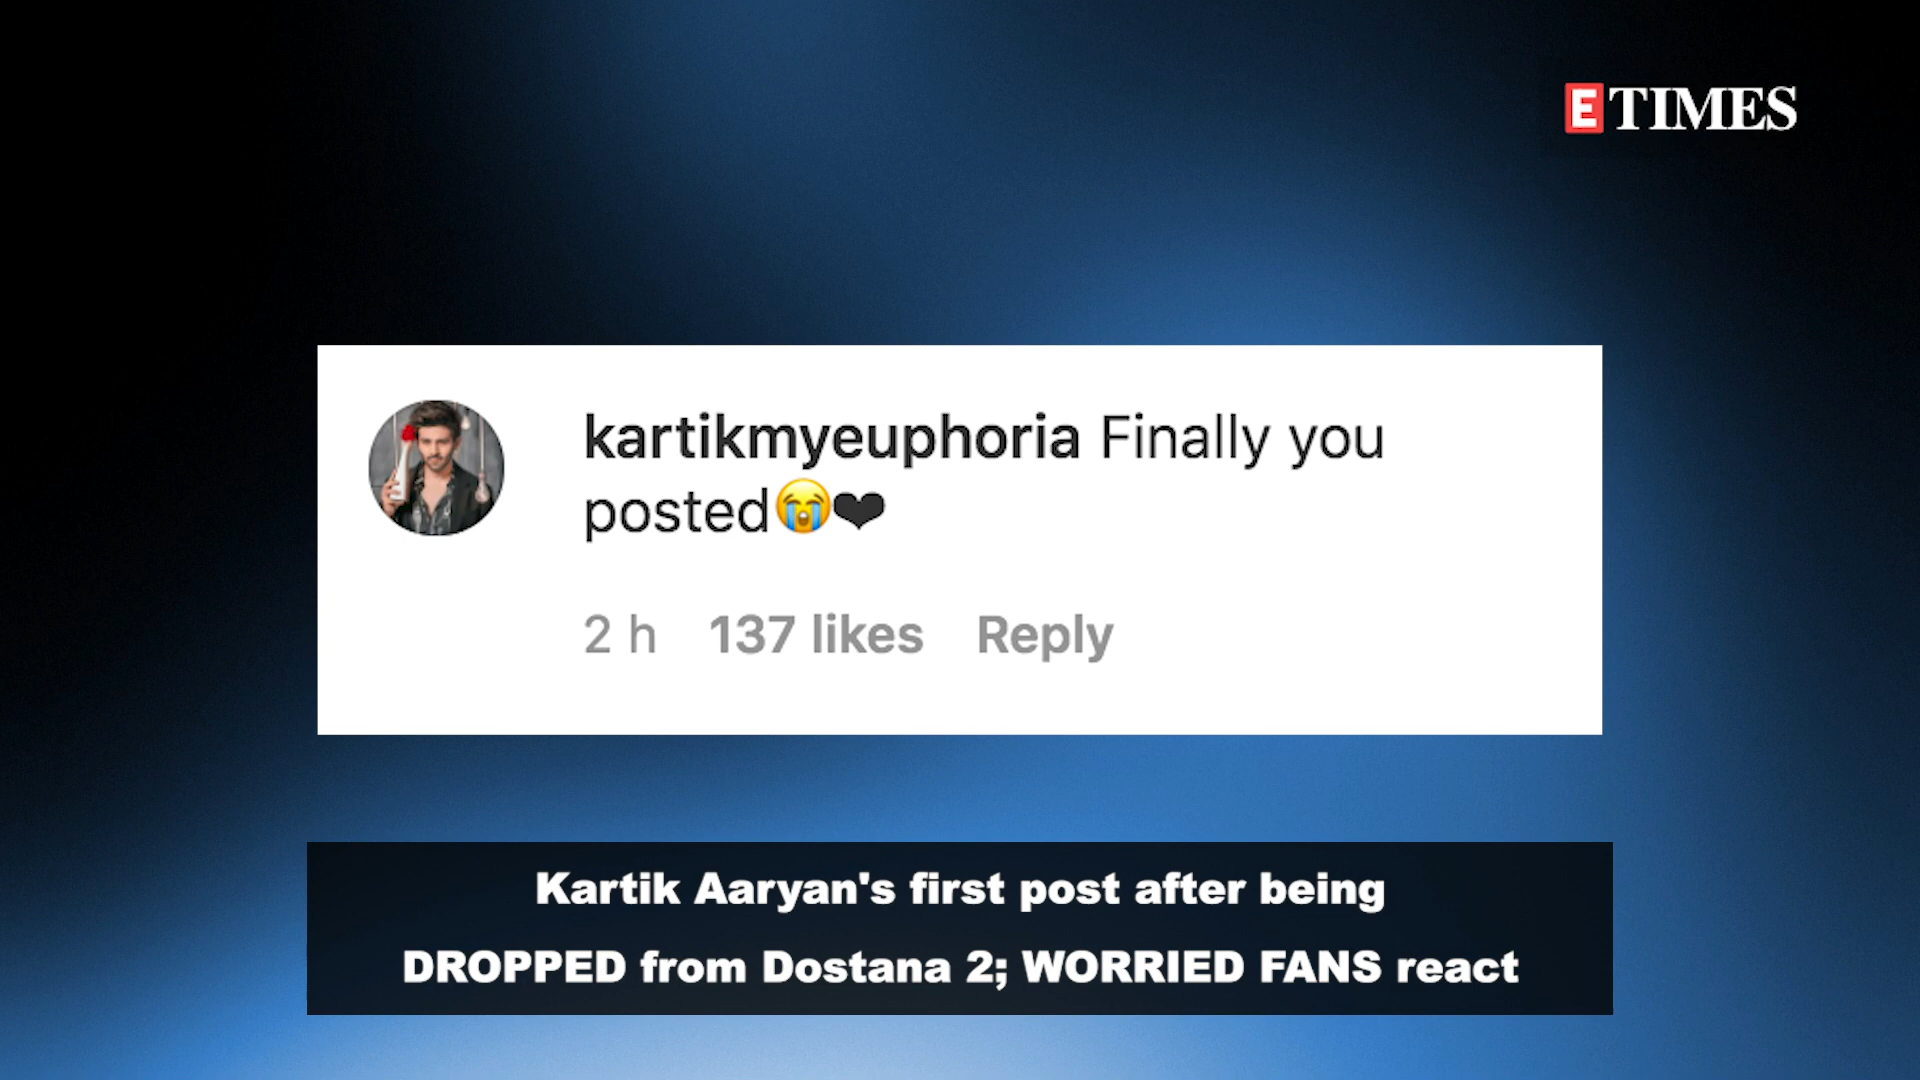 ETIMES
kartikmyeuphoria Finally you
posted😭❤
2 h 137 likes Reply
Kartik Aaryan's first post after being
DROPPED from Dostana 2; WORRIED FANS react